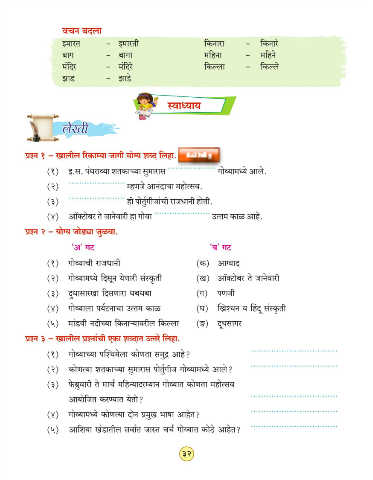 वचन बदला
इमारत - इमारती किनारा - किनारे
बाग - बागा महिना - महिने
मंदिर - मंदिरे किल्ला - किल्ले
झाड - झाडे
स्वाध्याय
लेखी
प्रश्न १ - खालील रिकाम्या जागी योग्य शब्द लिहा.
(१) इ.स. पंधराव्या शतकाच्या सुमारास ........................ गोव्यामध्ये आले.
(२) ........................ म्हणजे आनंदाचा महोत्सव.
(३) ........................ ही पोर्तुगीजांची राजधानी होती.
(४) ऑक्टोबर ते जानेवारी हा गोवा ........................ उत्तम काळ आहे.
प्रश्न २ - योग्य जोड्या जुळवा.
'अ' गट 'ब' गट
(१) गोव्याची राजधानी (क) आग्वाद
(२) गोव्यामध्ये दिसून येणारी संस्कृती (ख) ऑक्टोबर ते जानेवारी
(३) दुधासारखा दिसणारा धबधबा (ग) पणजी
(४) गोव्याला पर्यटनाचा उत्तम काळ (घ) ख्रिश्चन व हिंदू संस्कृती
(५) मांडवी नदीच्या किनाऱ्यावरील किल्ला (ङ) दूधसागर
प्रश्न ३ - खालील प्रश्नांची एका शब्दात उत्तरे लिहा.
(१) गोव्याच्या पश्चिमेला कोणता समुद्र आहे? ........................
(२) कोणत्या शतकाच्या सुमारास पोर्तुगीज गोव्यामध्ये आले? ........................
(३) फेब्रुवारी ते मार्च महिन्यादरम्यान गोव्यात कोणता महोत्सव
आयोजित करण्यात येतो? ........................
(४) गोव्यामध्ये कोणत्या दोन प्रमुख भाषा आहेत? ........................
(५) आशिया खंडातील सर्वात जास्त चर्च गोव्यात कोठे आहेत? ........................
३२